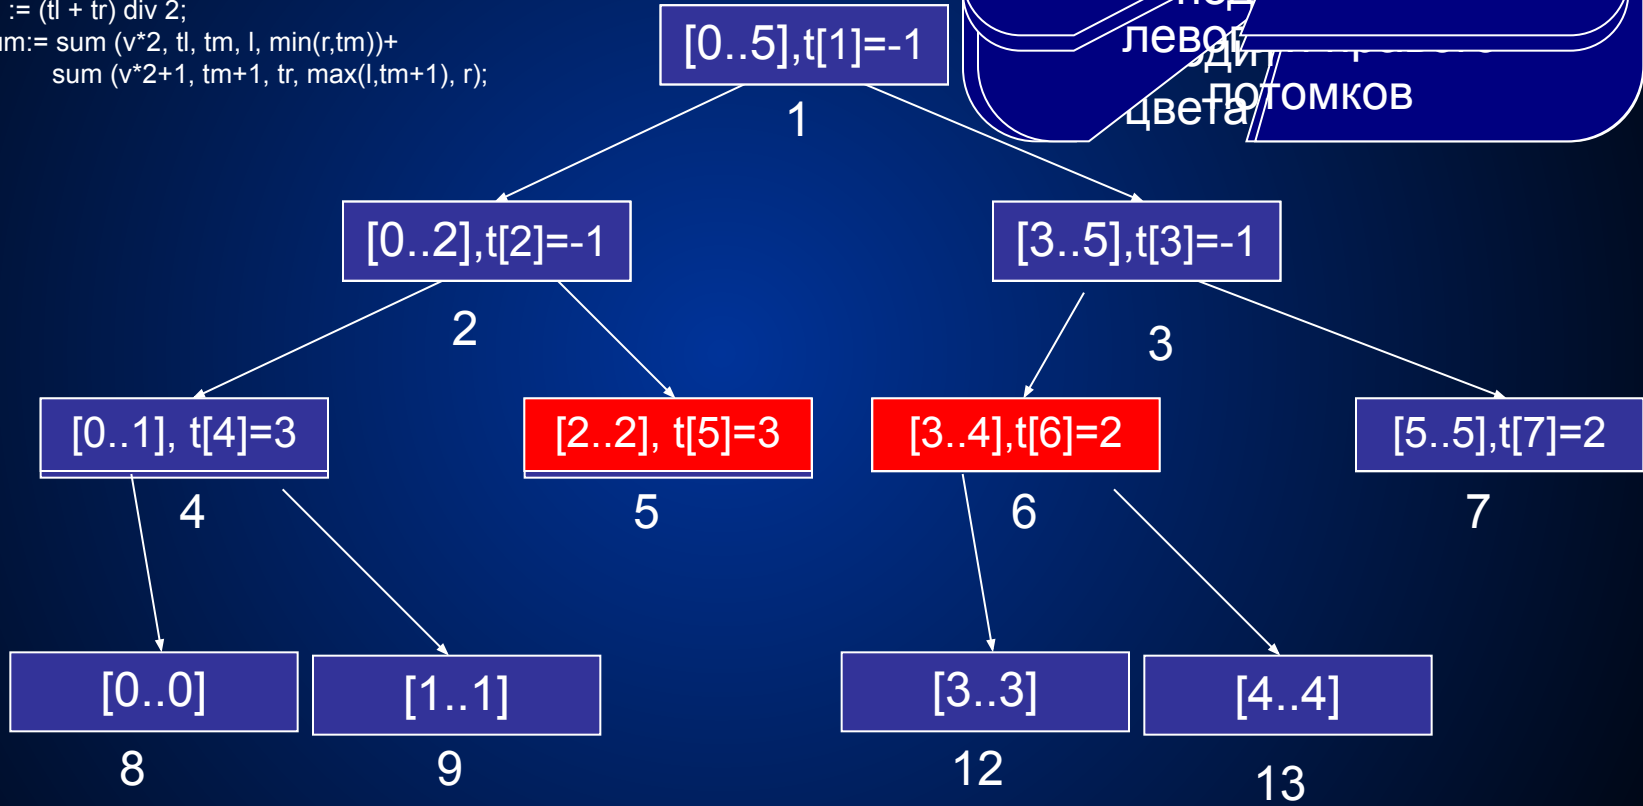 := (tl + tr) div 2;
um:= sum (v*2, tl, tm, l, min(r,tm))+
sum (v*2+1, tm+1, tr, max(l,tm+1), r);
цвета
потомков
[0..5],t[1]=-1
1
[0..2],t[2]=-1
[3..5],t[3]=-1
2
3
[0..1], t[4]=3
[2..2], t[5]=3
[3..4],t[6]=2
[5..5],t[7]=2
4
5
6
7
[0..0]
[1..1]
[3..3]
[4..4]
8
9
12
13